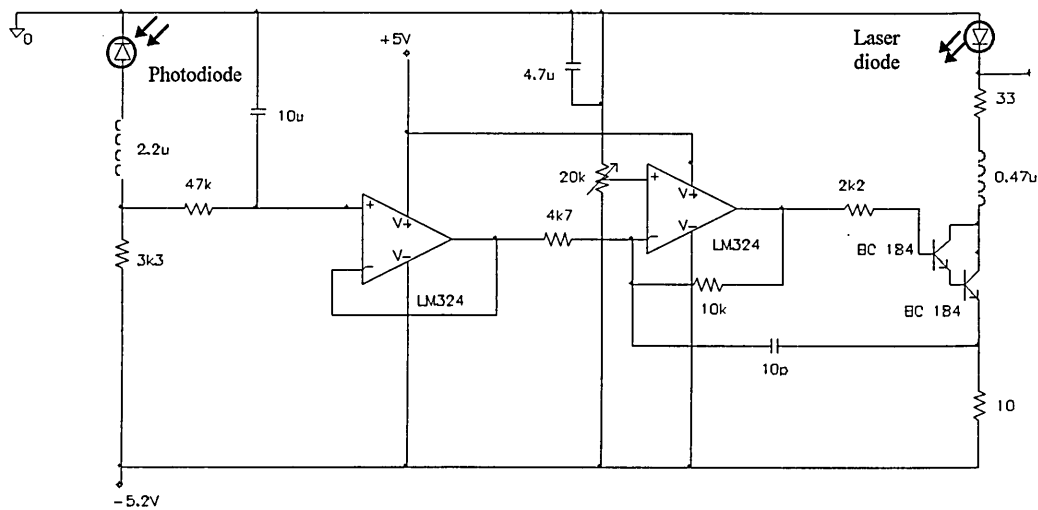 0
Photodiode
+5V
4.7u
Laser
diode
10u
33
2.2u
0.47u
47k
20k
+
V+
V-
-
LM324
2k2
+
V+
V-
-
LM324
4k7
BC 184
BC 184
3k3
10k
10p
10
-5.2V